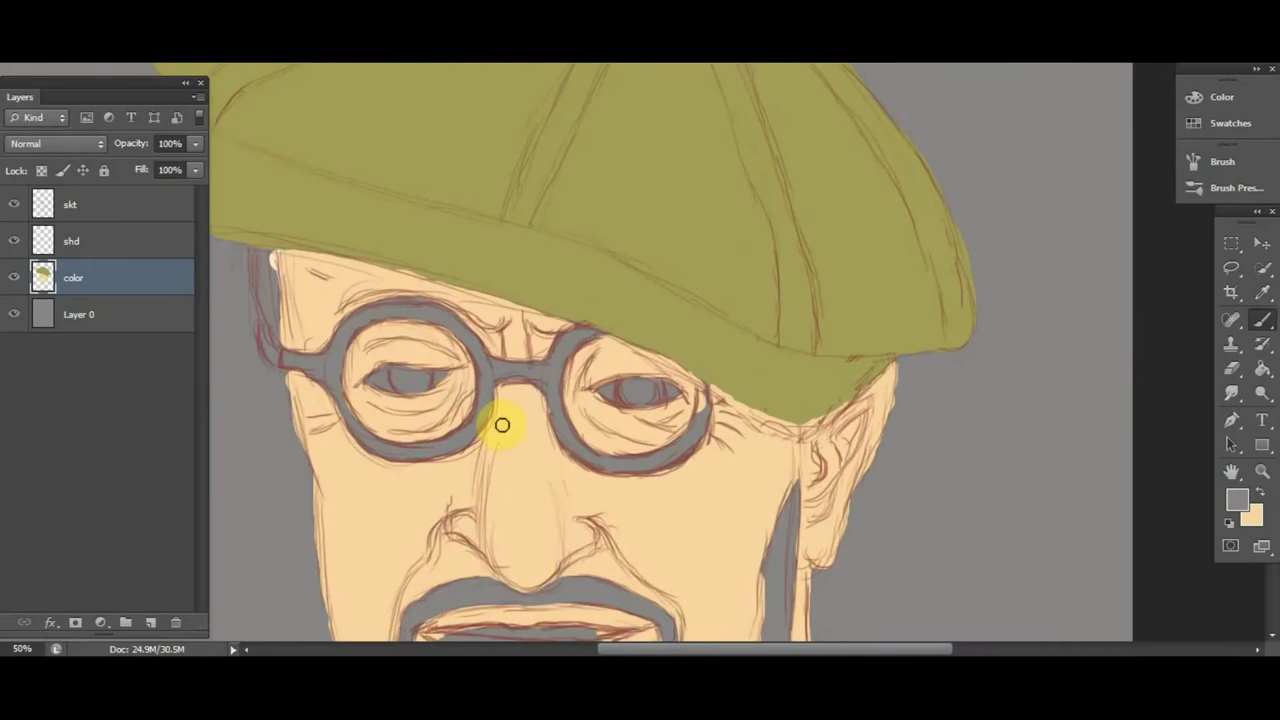 Layers
Kind
Normal
Opacity: 100%
Lock:
Fill: 100%
skt
shd
color
Layer 0
fx
50%
Doc: 24.9M/30.5M
Color
Swatches
Brush
Brush Pres...
T
T